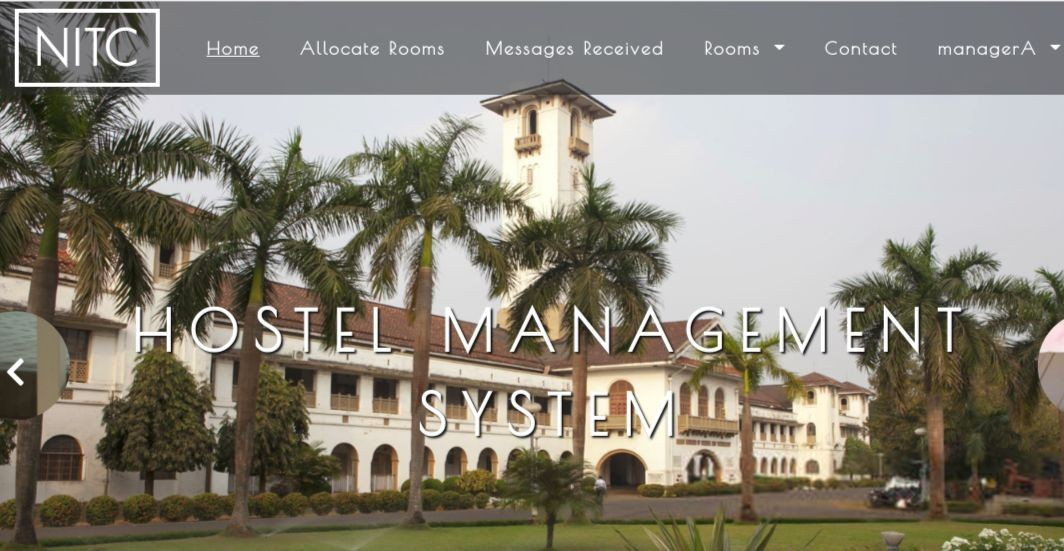 NITC
Home Allocate Rooms Messages Received Rooms Contact managerA
HOSTEL MANAGEMENT
SYSTEM